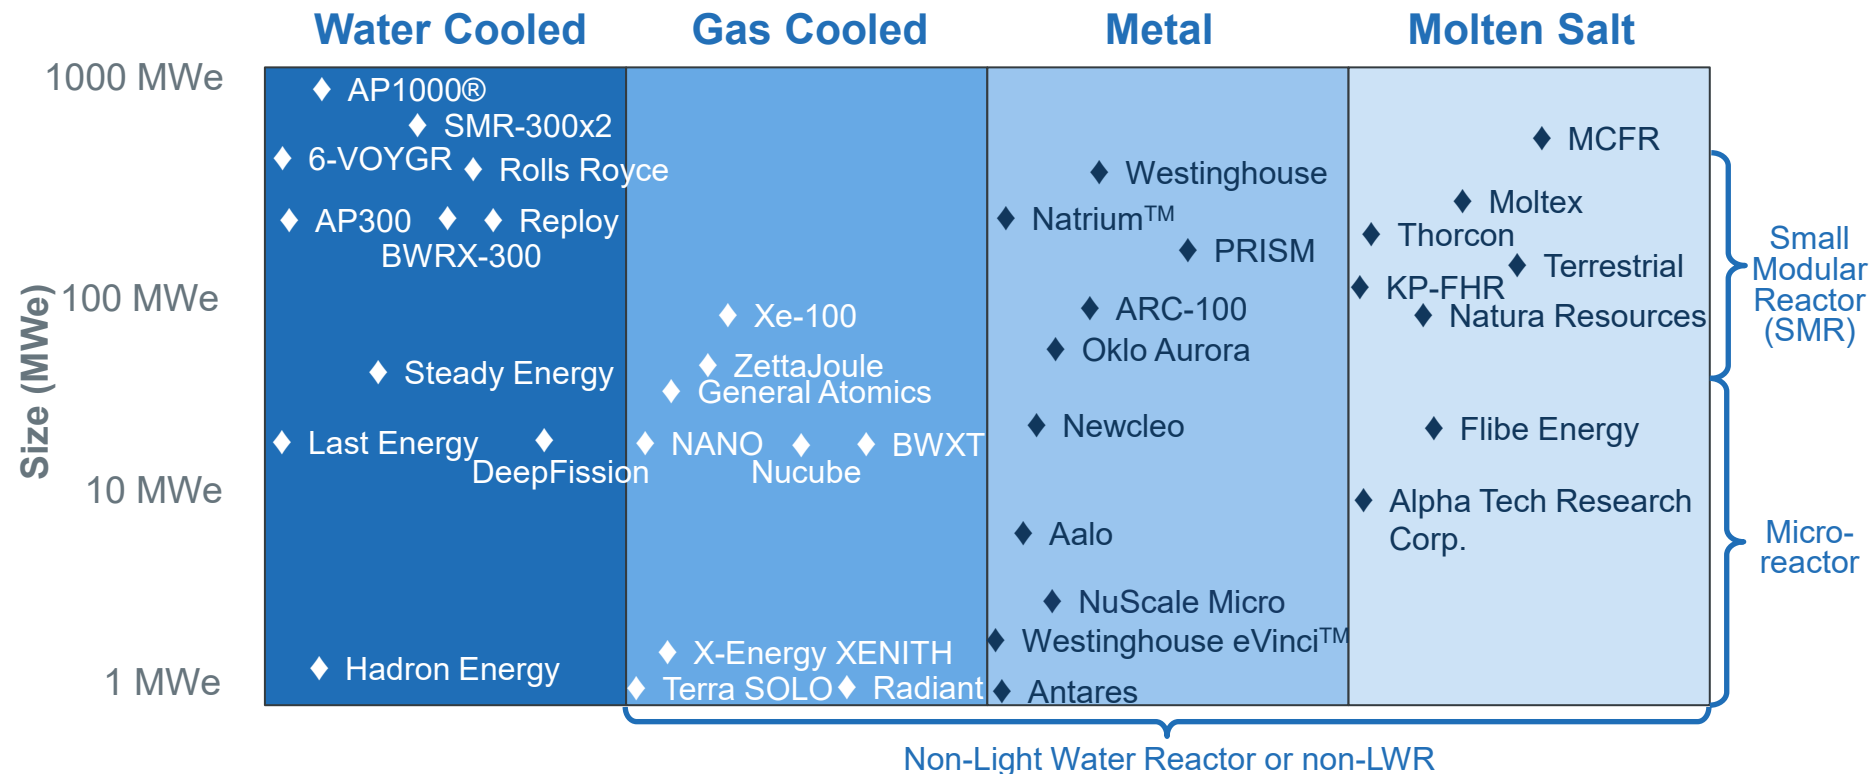 Water Cooled
Gas Cooled
Metal
Molten Salt
Size (MWe)
1000 MWe
100 MWe
10 MWe
1 MWe
AP1000®
SMR-300x2
6-VOYGR
Rolls Royce
AP300
Reploy
BWRX-300
Steady Energy
Last Energy
DeepFission
Hadron Energy
Xe-100
ZettaJoule
General Atomics
NANO
BWXT
Nucube
X-Energy XENITH
Terra SOLO
Radiant
Westinghouse
Natrium™
PRISM
ARC-100
Oklo Aurora
Newcleo
Aalo
NuScale Micro
Westinghouse eVinci™
Antares
MCFR
Moltex
Thorcon
Terrestrial
KP-FHR
Natura Resources
Flibe Energy
Alpha Tech Research
Corp.
Small
Modular
Reactor
(SMR)
Micro-
reactor
Non-Light Water Reactor or non-LWR